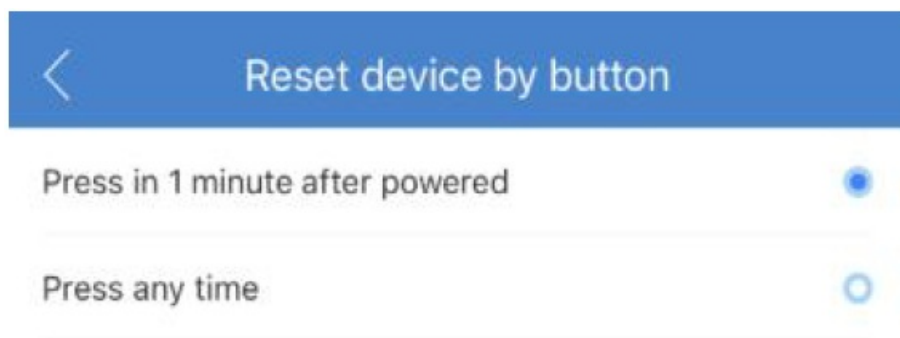 Reset device by button
Press in 1 minute after powered
Press any time